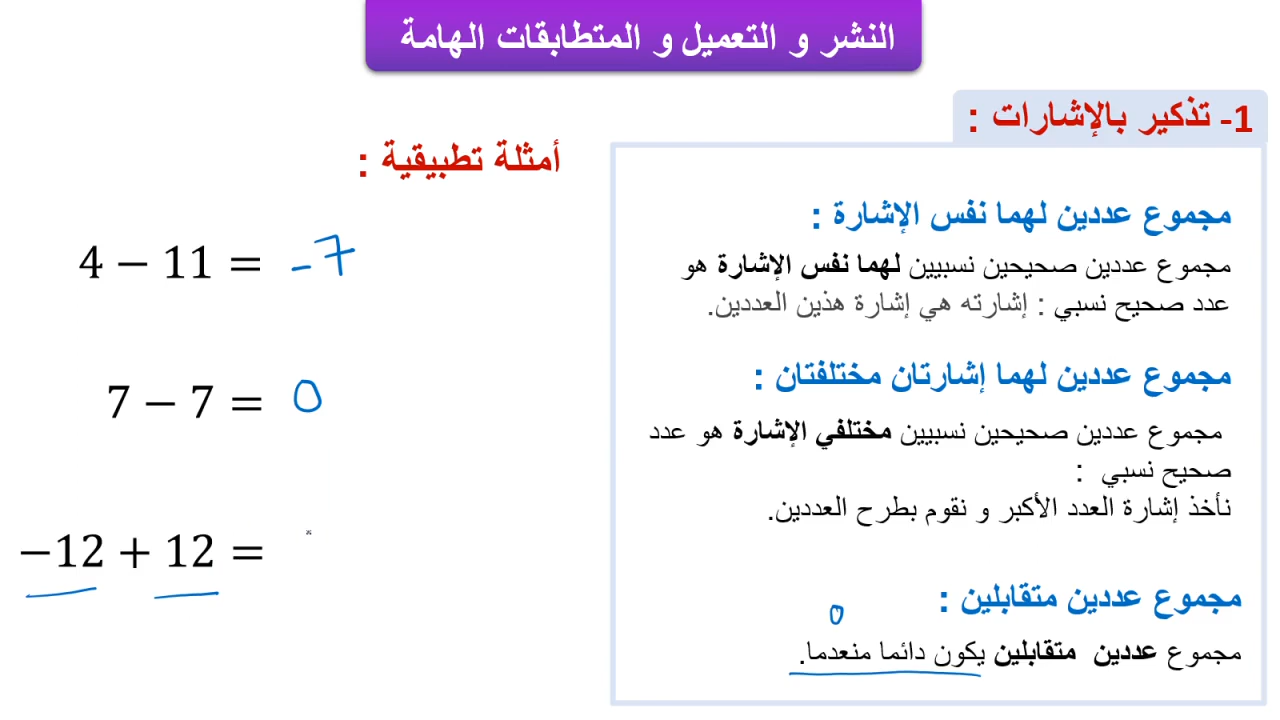 النشر و التعميل و المتطابقات الهامة
1- تذكير بالإشارات :
مجموع عددين لهما نفس الإشارة :
مجموع عددين صحيحين نسبيين لهما نفس الإشارة هو
عدد صحيح نسبي : إشارته هي إشارة هذين العددين.
مجموع عددين لهما إشارتان مختلفتان :
مجموع عددين صحيحين نسبيين مختلفي الإشارة هو عدد
صحيح نسبي :
نأخذ إشارة العدد الأكبر و نقوم بطرح العددين.
مجموع عددين متقابلين :
0
مجموع عددين متقابلين يكون دائما منعدما.
أمثلة تطبيقية :
4 − 11 = -7
7 − 7 = 0
−12 + 12 =